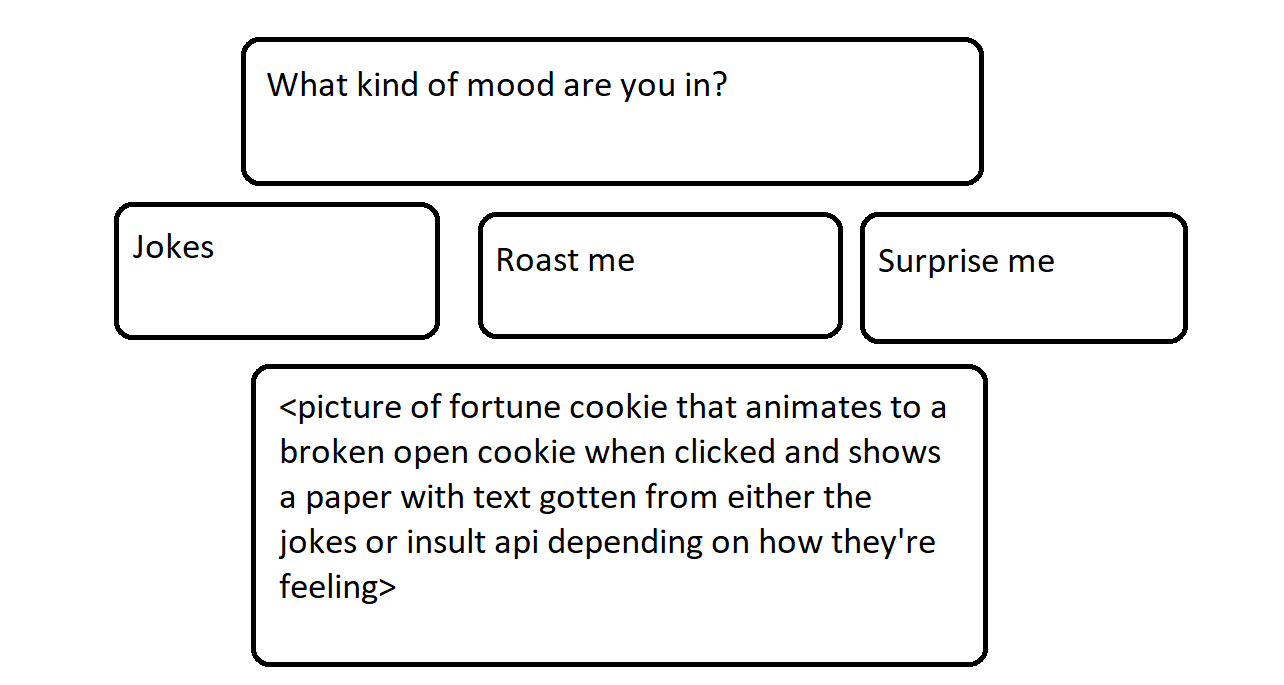 What kind of mood are you in?
Jokes
Roast me
Surprise me
<picture of fortune cookie that animates to a
broken open cookie when clicked and shows
a paper with text gotten from either the
jokes or insult api depending on how they're
feeling>